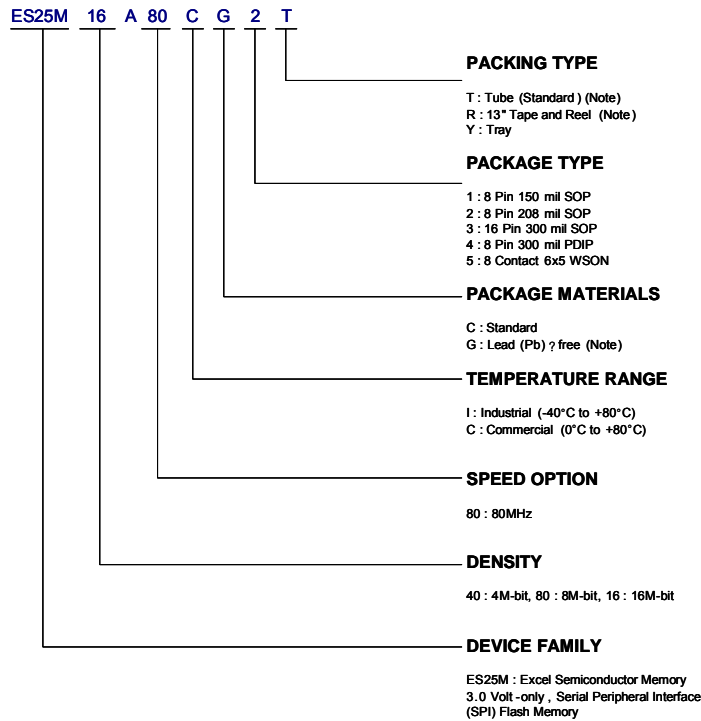 ES25M 16 A 80 C G 2 T
PACKING TYPE
T : Tube (Standard) (Note)
R : 13" Tape and Reel (Note)
Y : Tray
PACKAGE TYPE
1 : 8 Pin 150 mil SOP
2 : 8 Pin 208 mil SOP
3 : 16 Pin 300 mil SOP
4 : 8 Pin 300 mil PDIP
5 : 8 Contact 6x5 WSON
PACKAGE MATERIALS
C : Standard
G : Lead (Pb) ? free (Note)
TEMPERATURE RANGE
I : Industrial (-40°C to +80°C)
C : Commercial (0°C to +80°C)
SPEED OPTION
80 : 80MHz
DENSITY
40 : 4M-bit, 80 : 8M-bit, 16 : 16M-bit
DEVICE FAMILY
ES25M : Excel Semiconductor Memory
3.0 Volt-only , Serial Peripheral Interface
(SPI) Flash Memory